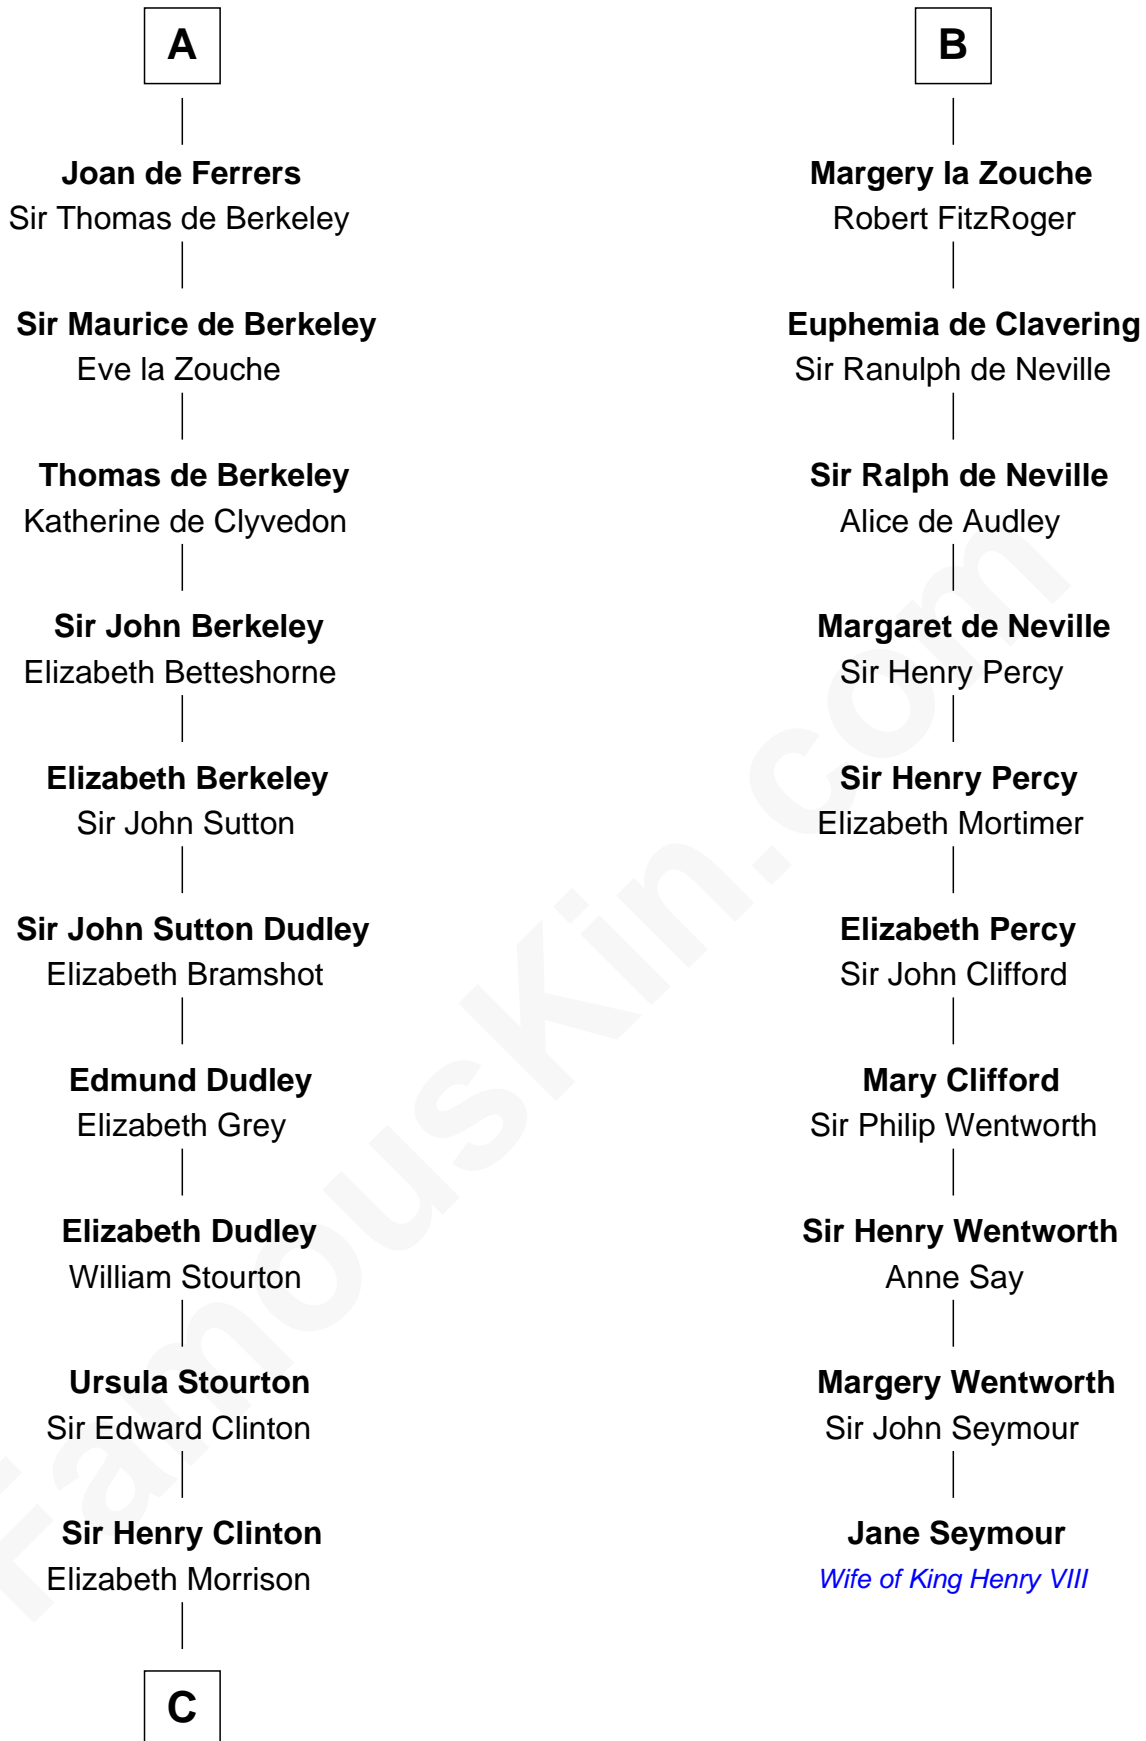 A
Joan de Ferrers
Sir Thomas de Berkeley
Sir Maurice de Berkeley
Eve la Zouche
Thomas de Berkeley
Katherine de Clyvedon
Sir John Berkeley
Elizabeth Betteshorne
Elizabeth Berkeley
Sir John Sutton
Sir John Sutton Dudley
Elizabeth Bramshot
Edmund Dudley
Elizabeth Grey
Elizabeth Dudley
William Stourton
Ursula Stourton
Sir Edward Clinton
Sir Henry Clinton
Elizabeth Morrison
C
B
Margery la Zouche
Robert FitzRoger
Euphemia de Clavering
Sir Ranulph de Neville
Sir Ralph de Neville
Alice de Audley
Margaret de Neville
Sir Henry Percy
Sir Henry Percy
Elizabeth Mortimer
Elizabeth Percy
Sir John Clifford
Mary Clifford
Sir Philip Wentworth
Sir Henry Wentworth
Anne Say
Margery Wentworth
Sir John Seymour
Jane Seymour
Wife of King Henry VIII
FamousKin.com